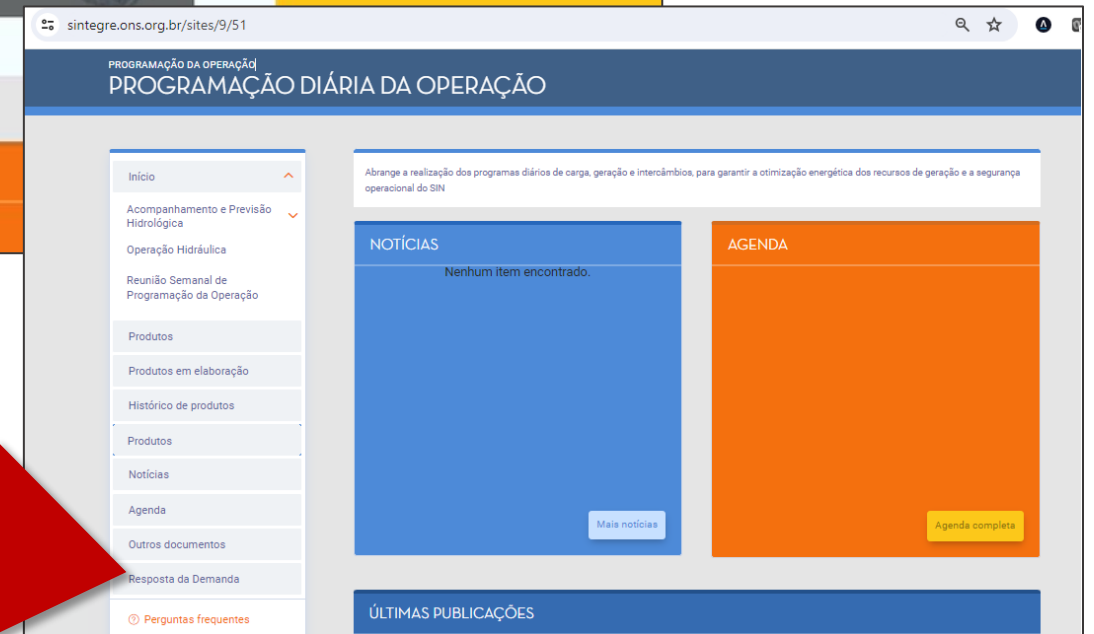 sintegre.ons.org.br/sites/9/51
PROGRAMAÇÃO DA OPERAÇÃO
PROGRAMAÇÃO DIÁRIA DA OPERAÇÃO
Início
Acompanhamento e Previsão
Hidrológica
Operação Hidráulica
Reunião Semanal de
Programação da Operação
Produtos
Produtos em elaboração
Histórico de produtos
Produtos
Notícias
Agenda
Outros documentos
Resposta da Demanda
Perguntas frequentes
Abrange a realização dos programas diários de carga, geração e intercâmbios, para garantir a otimização energética dos recursos de geração e a segurança
operacional do SIN
NOTÍCIAS
Nenhum item encontrado.
Mais notícias
AGENDA
Agenda completa
ÚLTIMAS PUBLICAÇÕES